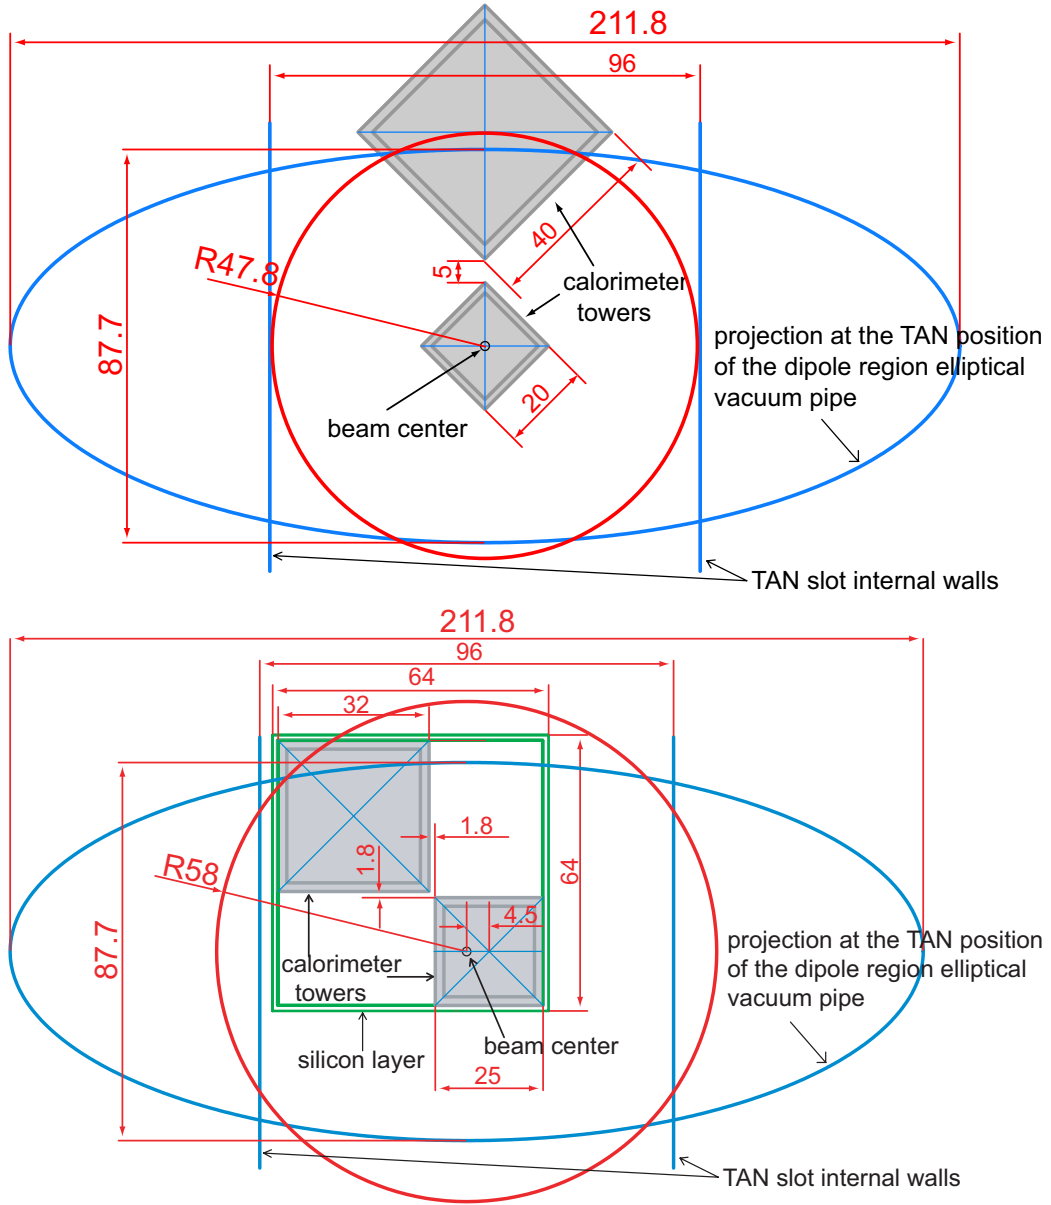 211.8
96
40
5
calorimeter
towers
R47.8
87.7
projection at the TAN position
of the dipole region elliptical
vacuum pipe
20
beam center
TAN slot internal walls
211.8
96
64
32
1.8
1.8
64
R58
4.5
87.7
projection at the TAN position
of the dipole region elliptical
vacuum pipe
calorimeter
towers
beam center
silicon layer
25
TAN slot internal walls